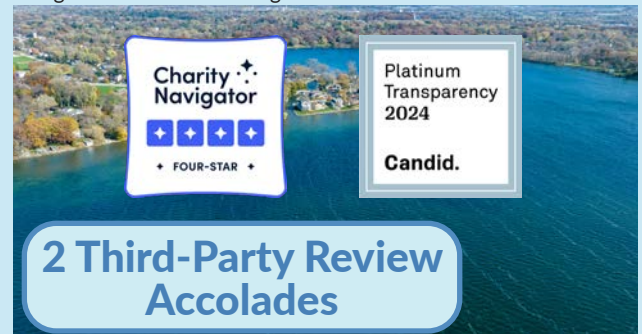 Charity
Navigator
FOUR-STAR
Platinum
Transparency
2024
Candid.
2 Third-Party Review
Accolades